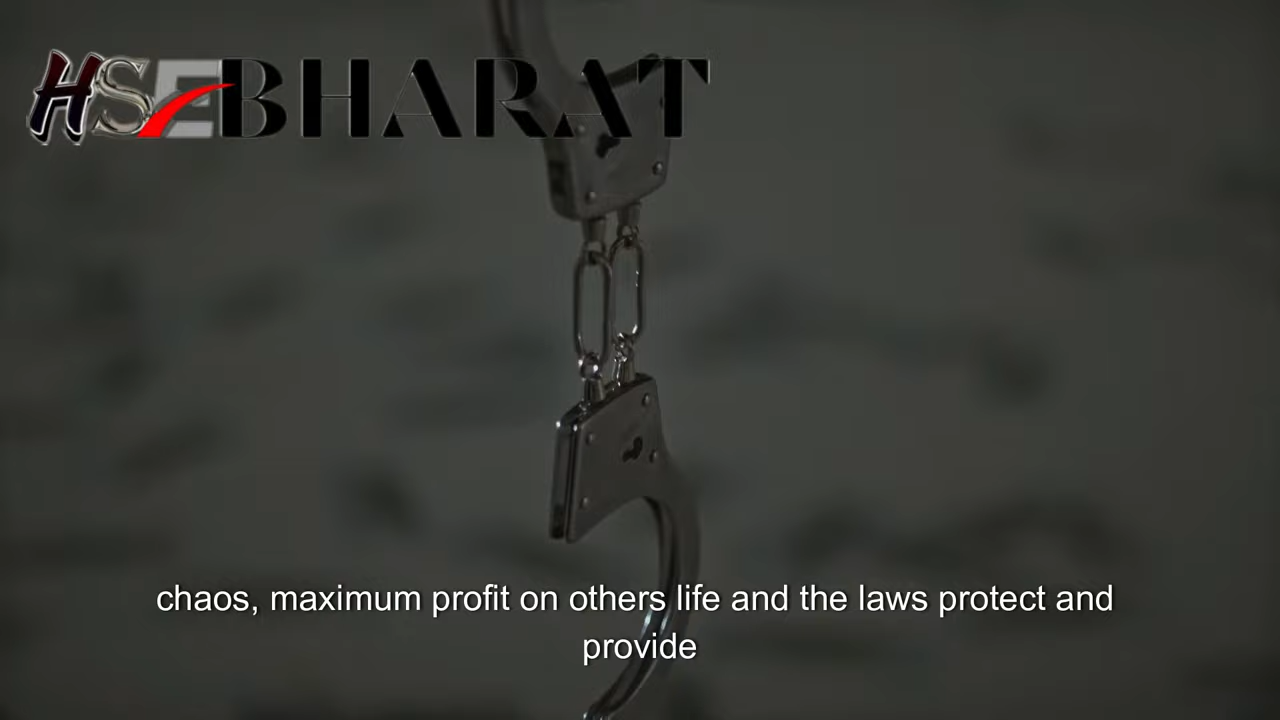 HSEBHARAT
chaos, maximum profit on others life and the laws protect and
provide